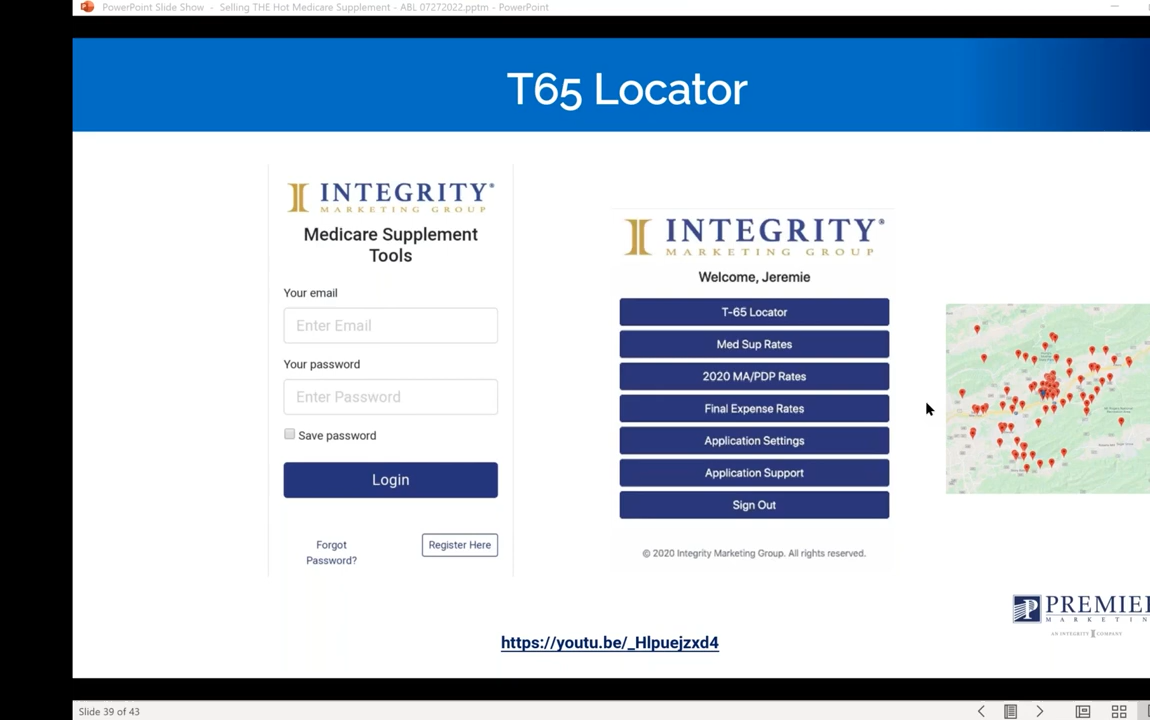 PowerPoint Slide Show - Selling THE Hot Medicare Supplement - ABL 07272022.pptm - PowerPoint
T65 Locator
INTEGRITY®
MARKETING GROUP
Medicare Supplement
Tools
Your email
Enter Email
Your password
Enter Password
Save password
Login
Forgot
Password?
Register Here
INTEGRITY®
MARKETING GROUP
Welcome, Jeremie
T-65 Locator
Med Sup Rates
2020 MA/PDP Rates
Final Expense Rates
Application Settings
Application Support
Sign Out
© 2020 Integrity Marketing Group. All rights reserved.
https://youtu.be/_Hlpuejzxd4
PREMIE
MARKETIN
AN INTEGRITY COMPANY
Slide 39 of 43